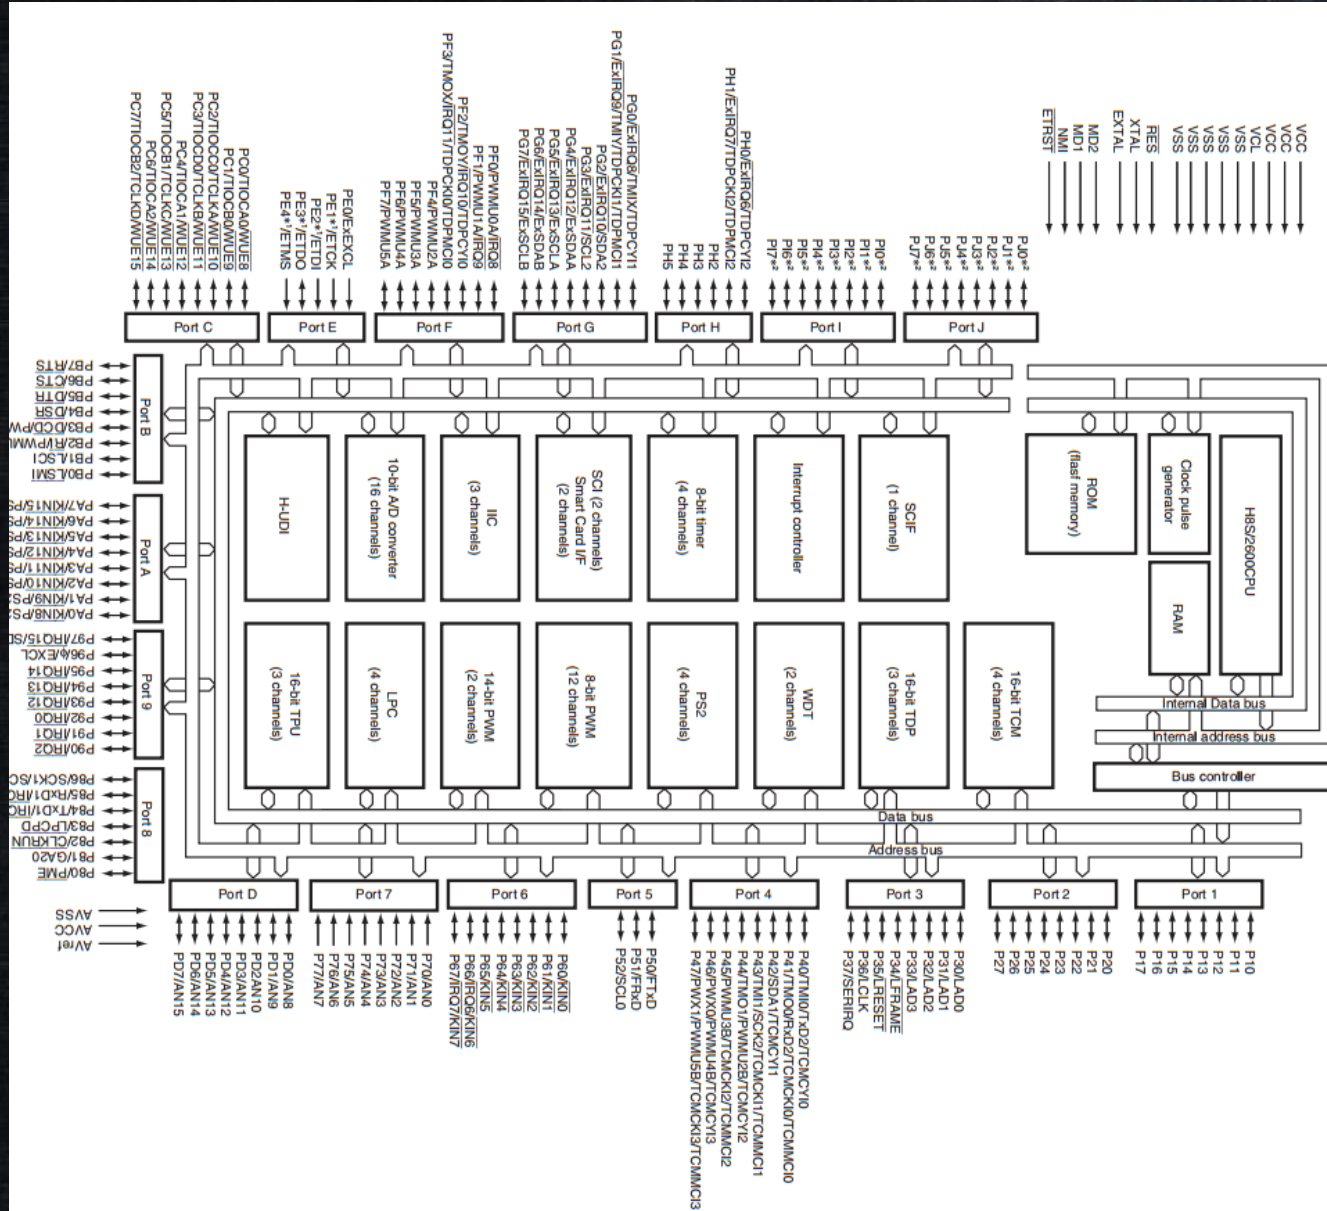 VCC
VCC
VCC
VCL
VSS
VSS
VSS
VSS
VSS
RES
XTAL
EXTAL
MD2
MD1
NMI
ETRST
PJ0*²
PJ1*²
PJ2*²
PJ3*²
PJ4*²
PJ5*²
PJ6*²
PJ7*²
PI0*²
PI1*²
PI2*²
PI3*²
PI4*²
PI5*²
PI6*²
PI7*²
PH0/ExIRQ6/TDPCYI2
PH1/ExIRQ7/TDPCKI2/TDPMCI2
PH2
PH3
PH4
PH5
PG0/ExIRQ8/TMIX/TDPCYI1
PG1/ExIRQ9/TMIY/TDPCKI1/TDPMCI1
PG2/ExIRQ10/SDA2
PG3/ExIRQ11/SCL2
PG4/ExIRQ12/ExSDAA
PG5/ExIRQ13/ExSCLA
PG6/ExIRQ14/ExSDAB
PG7/ExIRQ15/ExSCLB
PF0/PWMU0A/IRQ8
PF1/PWMU1A/IRQ9
PF2/TMOY/IRQ10/TDPCYI0
PF3/TMOX/IRQ11/TDPCKI0/TDPMCI0
PF4/PWMU2A
PF5/PWMU3A
PF6/PWMU4A
PF7/PWMU5A
PE0/ExEXCL
PE1*¹/ETCK
PE2*¹/ETDI
PE3*¹/ETDO
PE4*¹/ETMS
PC0/TIOCA0/WUE8
PC1/TIOCB0/WUE9
PC2/TIOCC0/TCLKA/WUE10
PC3/TIOCD0/TCLKB/WUE11
PC4/TIOCA1/WUE12
PC5/TIOCB1/TCLKC/WUE13
PC6/TIOCA2/WUE14
PC7/TIOCB2/TCLKD/WUE15
Port J
Port I
Port H
Port G
Port F
Port E
Port C
Port B
Port A
Port 9
Port 8
PB7/RTS
PB6/CTS
PB5/DTR
PB4/DSR
PB3/DCD/PW
PB2/RI/PWMU
PB1/LSCI
PB0/LSMI
PA7/KIN15/PS
PA6/KIN14/PS
PA5/KIN13/PS
PA4/KIN12/PS
PA3/KIN11/PS
PA2/KIN10/PS
PA1/KIN9/PS2
PA0/KIN8/PS2
P97/IRQ15/SD
P96/φ/EXCL
P95/IRQ14
P94/IRQ13
P93/IRQ12
P92/IRQ0
P91/IRQ1
P90/IRQ2
P86/SCK1/SC
P85/RxD1/IRQ
P84/TxD1/IRQ
P83/LPCPD
P82/CLKRUN
P81/GA20
P80/PME
AVSS
AVCC
AVref
H8S/2600CPU
Clock pulse
generator
ROM
(flasf memory)
RAM
SCIF
(1 channel)
Interrupt controller
8-bit timer
(4 channels)
SCI (2 channels)
Smart Card I/F
(2 channels)
IIC
(3 channels)
10-bit A/D converter
(16 channels)
H-UDI
16-bit TCM
(4 channels)
16-bit TDP
(3 channels)
WDT
(2 channels)
PS2
(4 channels)
8-bit PWM
(12 channels)
14-bit PWM
(2 channels)
LPC
(4 channels)
16-bit TPU
(3 channels)
Internal Data bus
Internal address bus
Bus controller
Data bus
Address bus
Port D
Port 7
Port 6
Port 5
Port 4
Port 3
Port 2
Port 1
P10
P11
P12
P13
P14
P15
P16
P17
P20
P21
P22
P23
P24
P25
P26
P27
P30/LAD0
P31/LAD1
P32/LAD2
P33/LAD3
P34/LFRAME
P35/LRESET
P36/LCLK
P37/SERIRQ
P40/TMI0/TxD2/TCMCYI0
P41/TMO0/RxD2/TCMCKI0/TCMMCI0
P42/SDA1/TCMCYI1
P43/TMI1/SCK2/TCMCKI1/TCMMCI1
P44/TMO1/PWMU2B/TCMCYI2
P45/PWMU3B/TCMCKI2/TCMMCI2
P46/PWX0/PWMU4B/TCMCYI3
P47/PWX1/PWMU5B/TCMCKI3/TCMMCI3
P50/FTxD
P51/FRxD
P52/SCL0
P60/KIN0
P61/KIN1
P62/KIN2
P63/KIN3
P64/KIN4
P65/KIN5
P66/IRQ6/KIN6
P67/IRQ7/KIN7
P70/AN0
P71/AN1
P72/AN2
P73/AN3
P74/AN4
P75/AN5
P76/AN6
P77/AN7
PD0/AN8
PD1/AN9
PD2/AN10
PD3/AN11
PD4/AN12
PD5/AN13
PD6/AN14
PD7/AN15